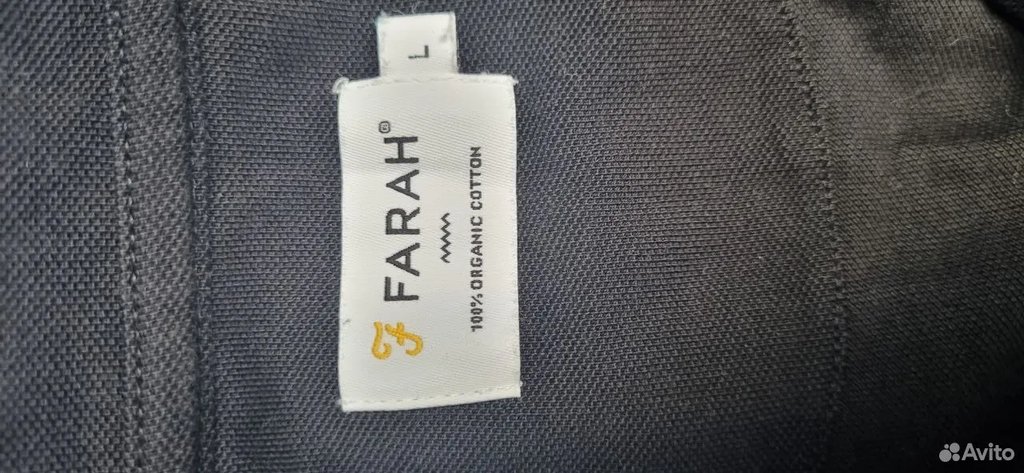 L
F FARAH®
100% ORGANIC COTTON
Avito